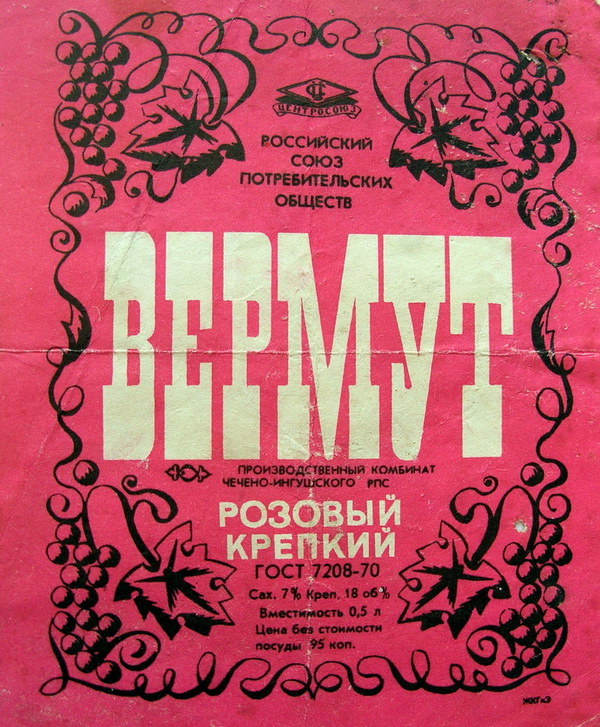 ЦЕНТРОСОЮЗ
РОССИЙСКИЙ
СОЮЗ
ПОТРЕБИТЕЛЬСКИХ
ОБЩЕСТВ
ВЕРМУТ
ПРОИЗВОДСТВЕННЫЙ КОМБИНАТ
ЧЕЧЕНО-ИНГУШСКОГО РПС
РОЗОВЫЙ
КРЕПКИЙ
ГОСТ 7208-70
Сах. 7% Креп. 18 об%
Вместимость 0,5 л
Цена без стоимости
посуды 95 коп.